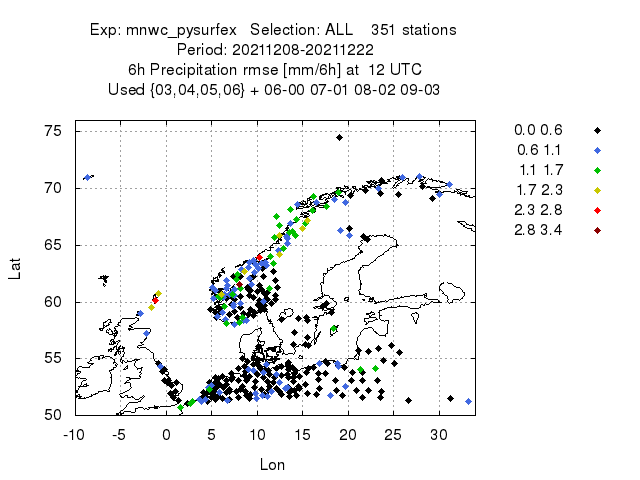 Exp: mnwc_pysurfex   Selection: ALL    351 stations
Period: 20211208-20211222
6h Precipitation rmse [mm/6h] at  12 UTC
Used {03,04,05,06} + 06-00 07-01 08-02 09-03
75
70
65
60
55
50
-10 -5 0 5 10 15 20 25 30
Lat
Lon
0.0 0.6
0.6 1.1
1.1 1.7
1.7 2.3
2.3 2.8
2.8 3.4